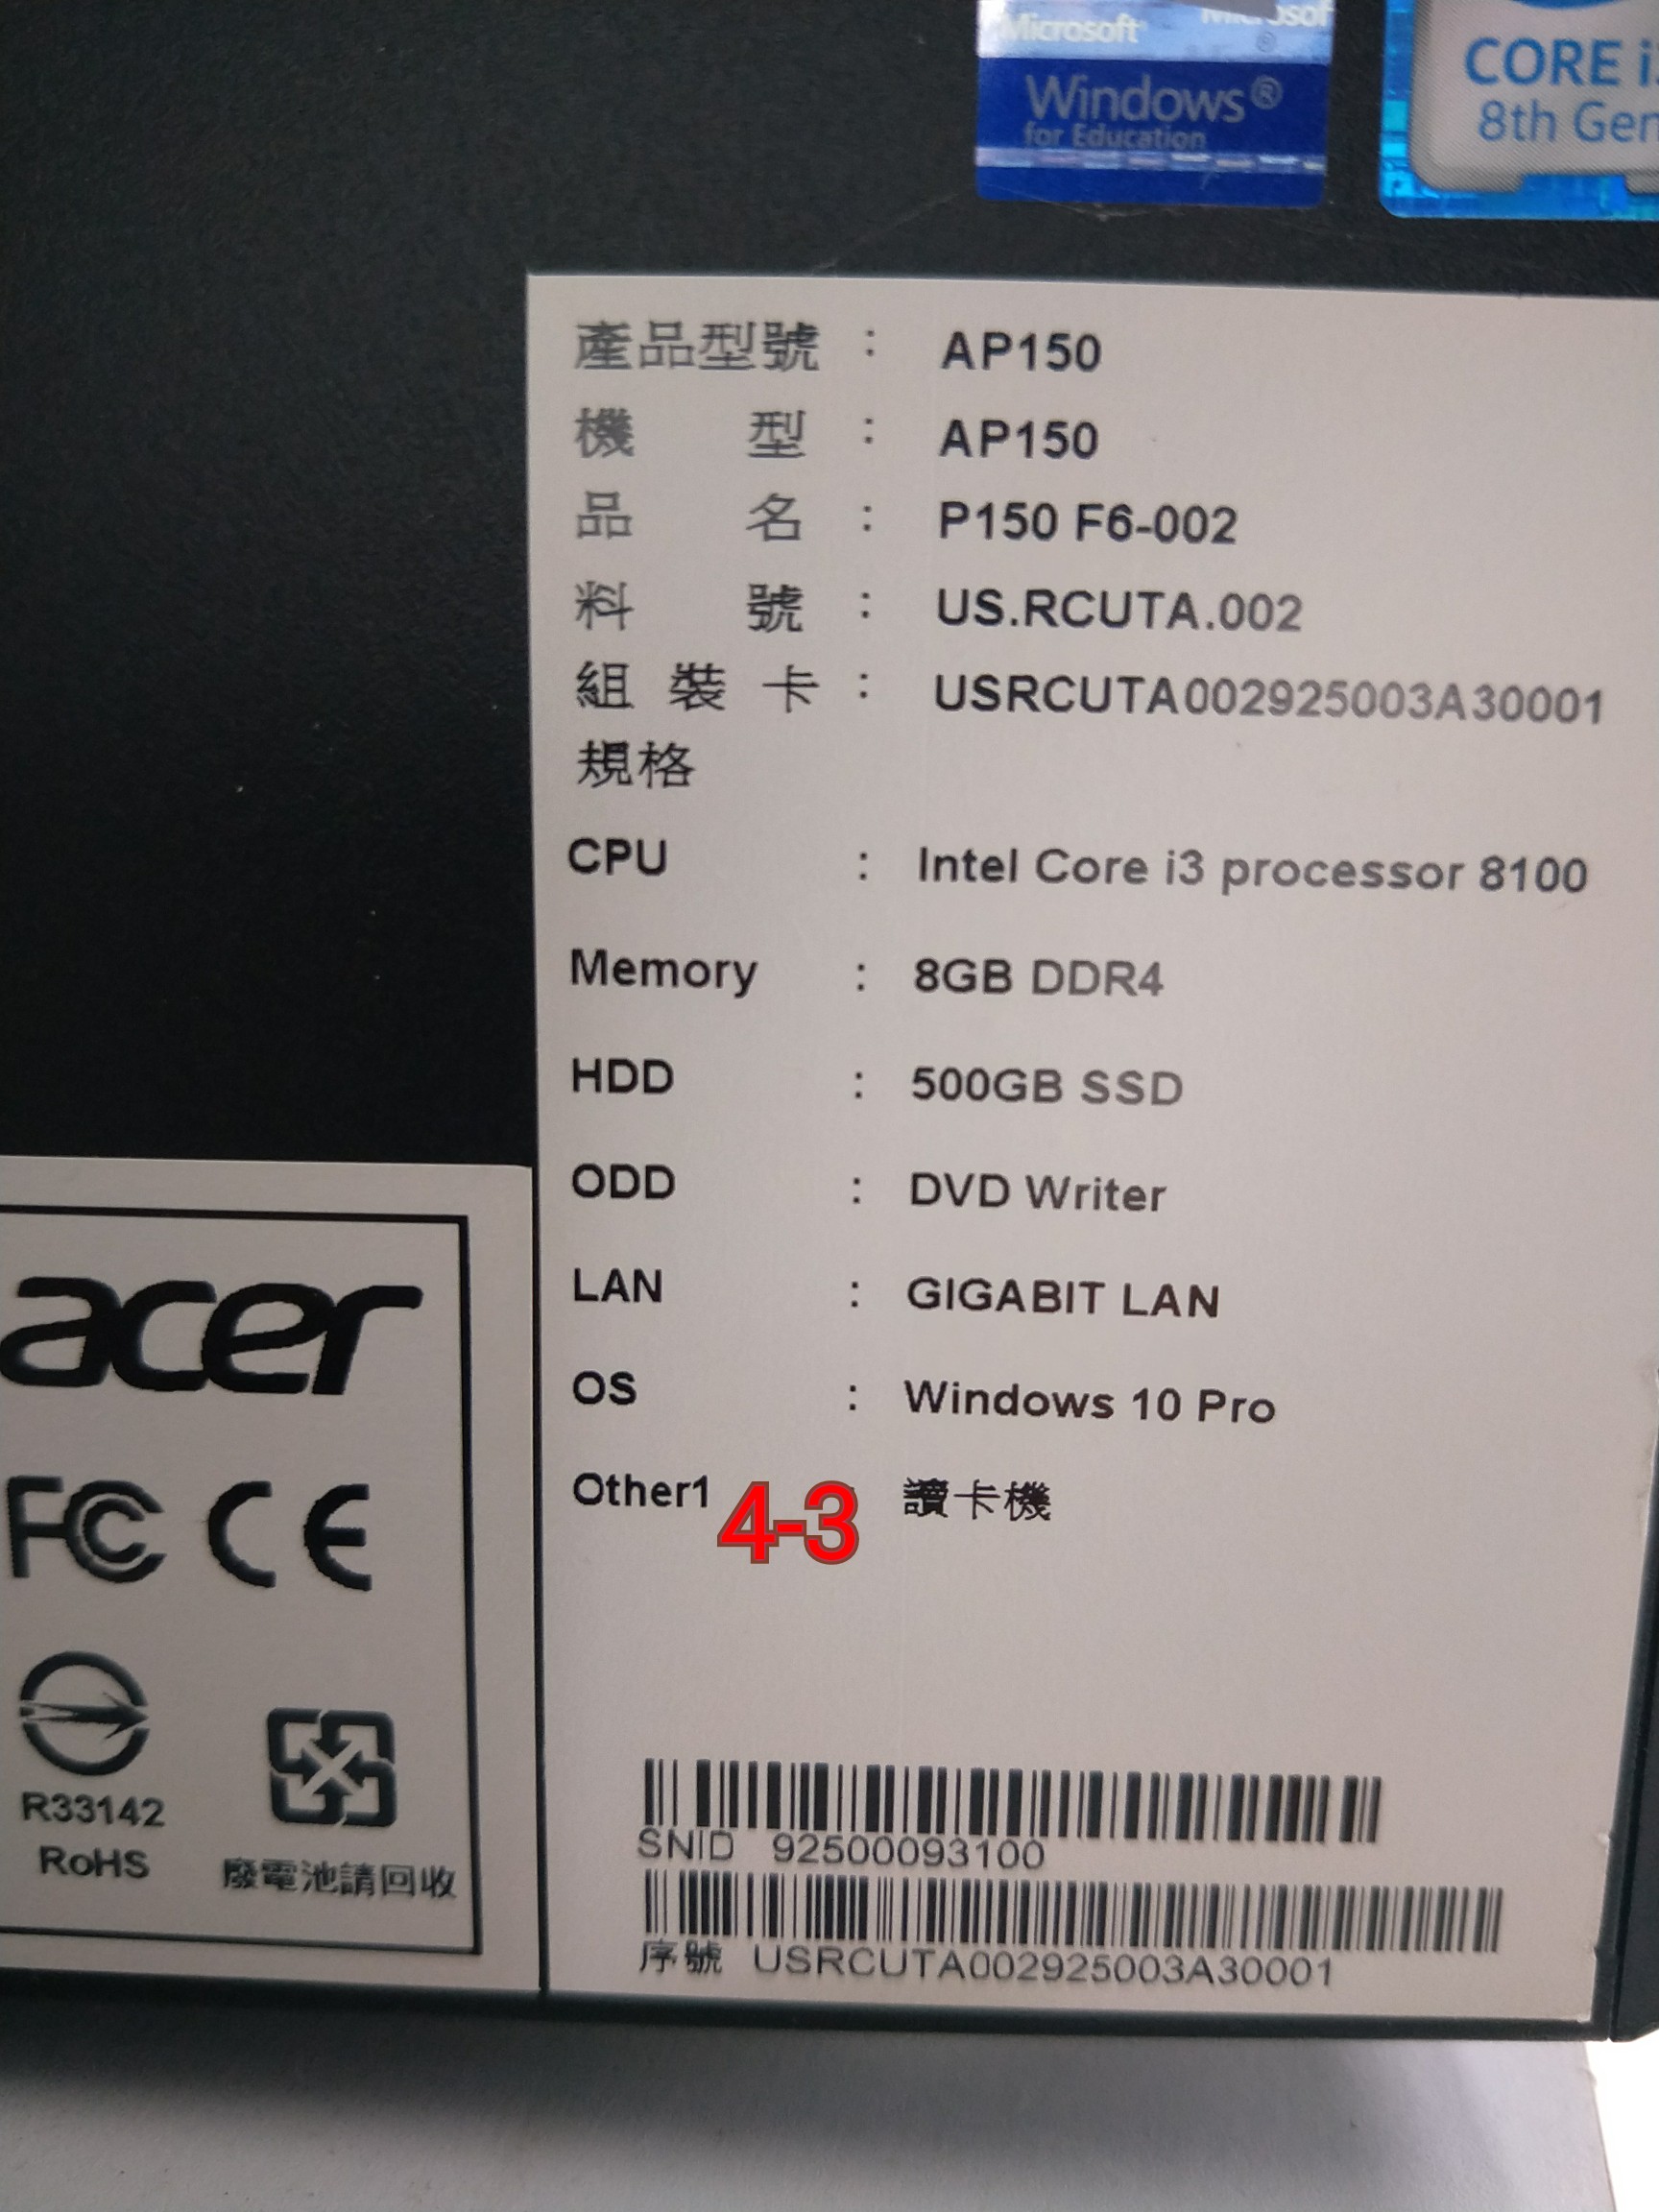 Microsoft Microsoft
®
Windows®
for Education
CORE i3
8th Gen
產品型號 : AP150
機型 : AP150
品名 : P150 F6-002
料號 : US.RCUTA.002
組裝卡 : USRCUTA002925003A30001
規格
CPU : Intel Core i3 processor 8100
Memory : 8GB DDR4
HDD : 500GB SSD
ODD : DVD Writer
LAN : GIGABIT LAN
OS : Windows 10 Pro
Other1 4-3 讀卡機
SNID 92500093100
序號 USRCUTA002925003A30001
acer
FC CE
R33142
RoHS
廢電池請回收